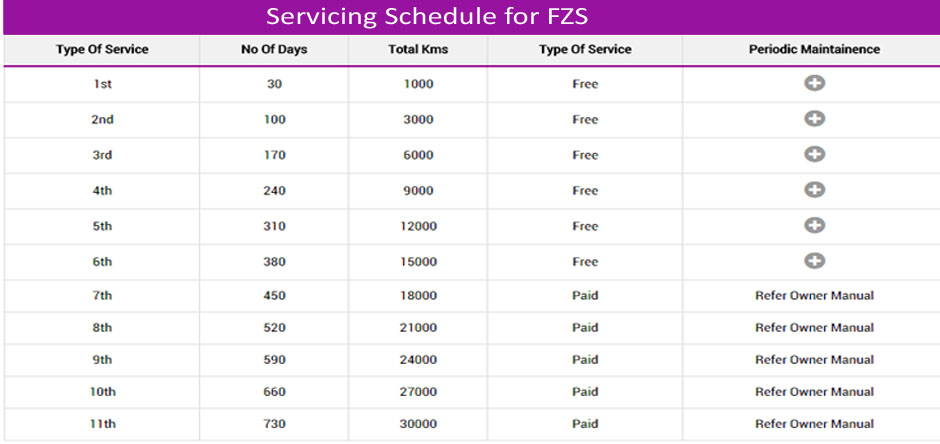 Servicing Schedule for FZS
Type Of Service No Of Days Total Kms Type Of Service Periodic Maintainence
1st 30 1000 Free
2nd 100 3000 Free
3rd 170 6000 Free
4th 240 9000 Free
5th 310 12000 Free
6th 380 15000 Free
7th 450 18000 Paid Refer Owner Manual
8th 520 21000 Paid Refer Owner Manual
9th 590 24000 Paid Refer Owner Manual
10th 660 27000 Paid Refer Owner Manual
11th 730 30000 Paid Refer Owner Manual